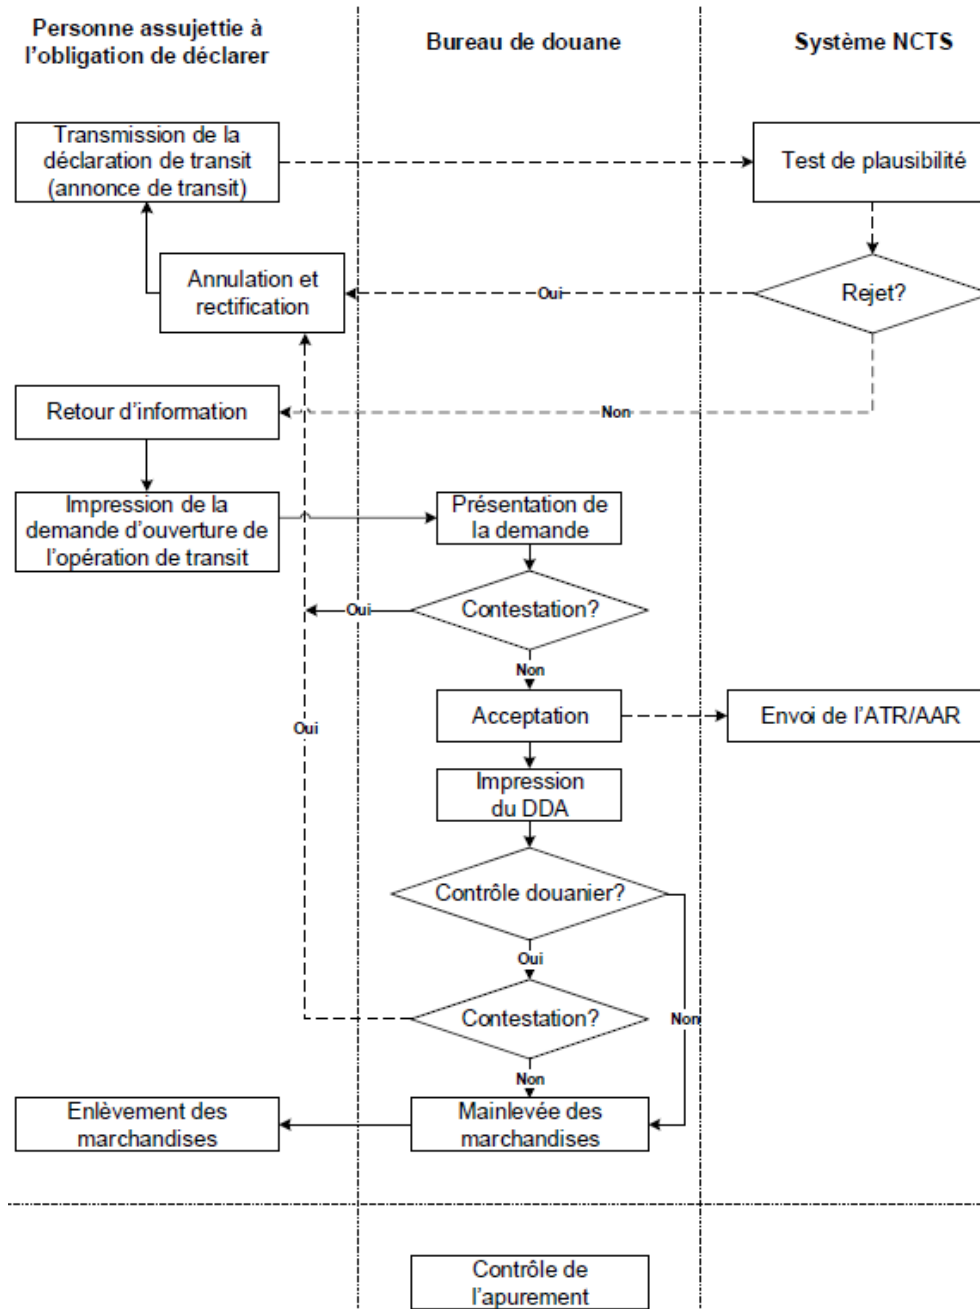 Personne assujettie à
l'obligation de déclarer
Bureau de douane
Système NCTS
Transmission de la
déclaration de transit
(annonce de transit)
Test de plausibilité
Annulation et
rectification
Oui
Rejet?
Retour d'information
Non
Impression de la
demande d'ouverture de
l'opération de transit
Présentation de
la demande
Oui
Contestation?
Non
Acceptation
Envoi de l'ATR/AAR
Oui
Impression
du DDA
Contrôle douanier?
Oui
Contestation?
Non
Non
Enlèvement des
marchandises
Mainlevée des
marchandises
Contrôle de
l'apurement